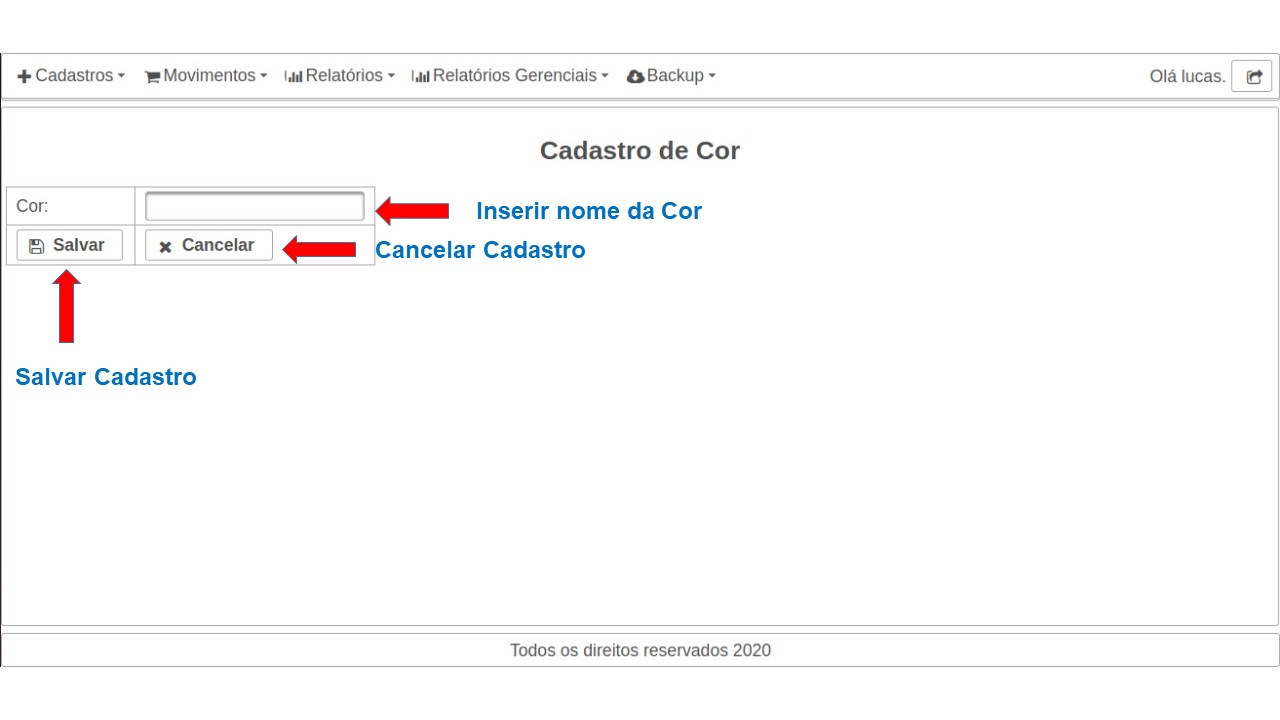 Cadastros Movimentos Relatórios Relatórios Gerenciais Backup Olá lucas.
Cadastro de Cor
Cor: Inserir nome da Cor
Salvar Cancelar Cancelar Cadastro
Salvar Cadastro
Todos os direitos reservados 2020